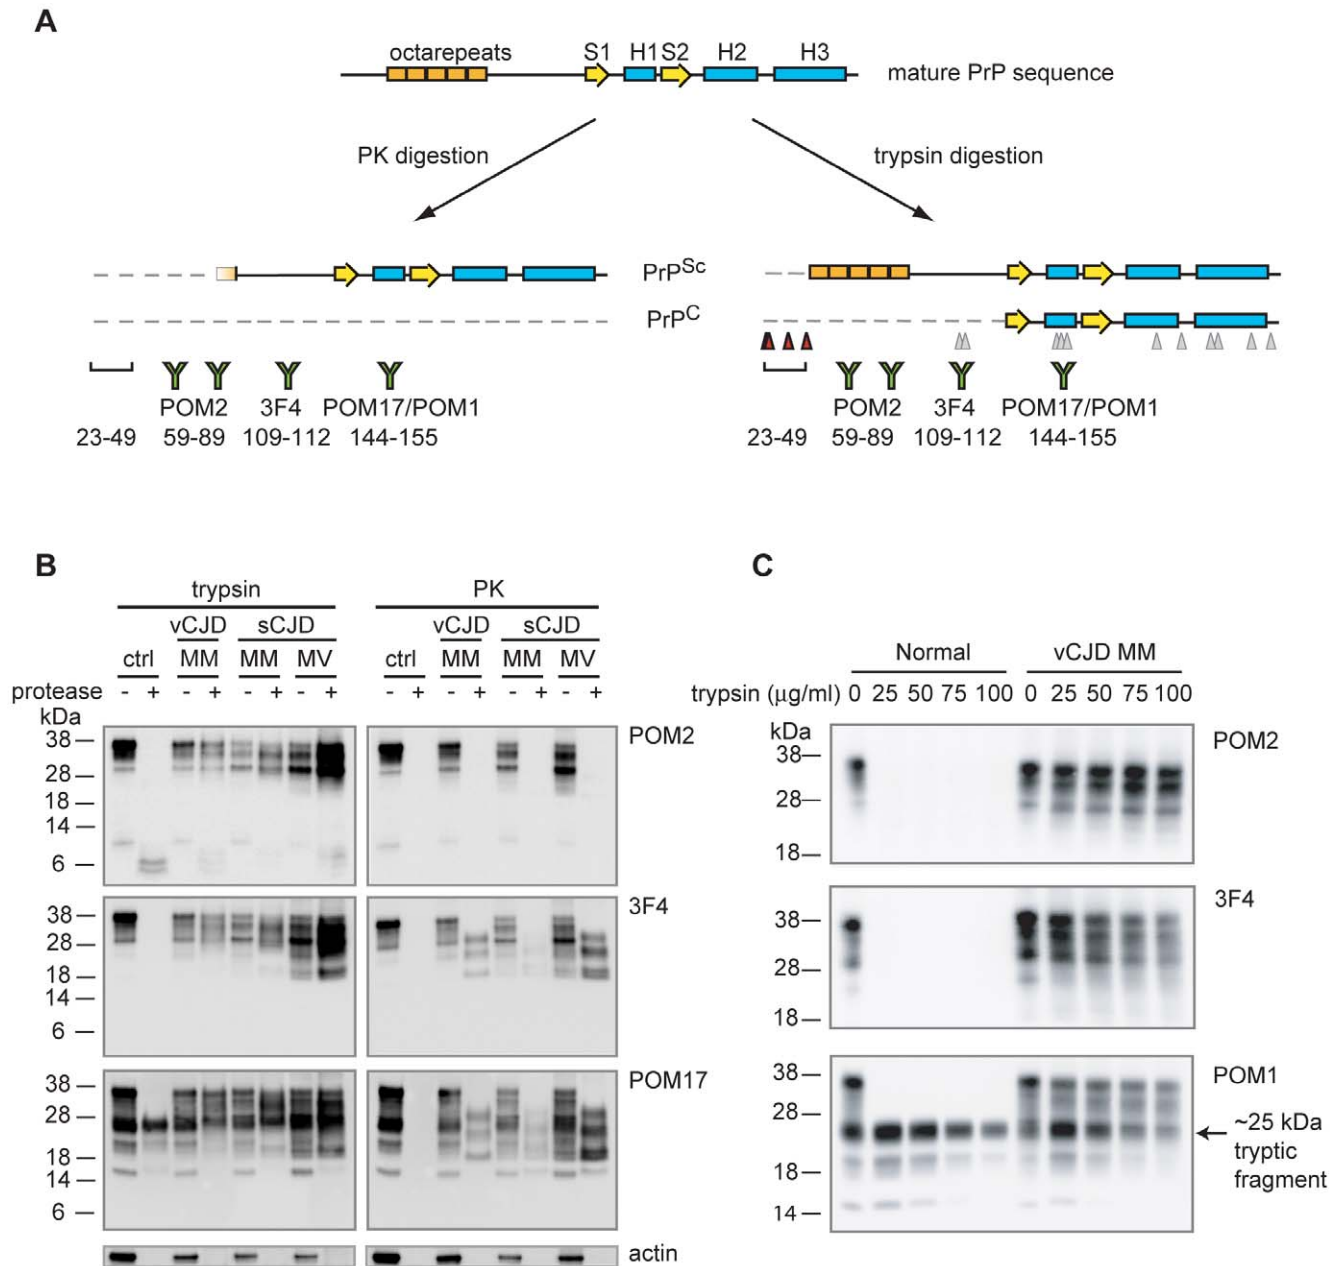 A
octarepeats S1 H1 S2 H2 H3
mature PrP sequence
PK digestion
trypsin digestion
PrPSc
PrPC
POM2 3F4 POM17/POM1
23-49 59-89 109-112 144-155
POM2 3F4 POM17/POM1
23-49 59-89 109-112 144-155
B
trypsin PK
vCJD sCJD vCJD sCJD
ctrl MM MM MV ctrl MM MM MV
protease - + - + - + - + - + - + - + - +
kDa
38
28
18
14
6
POM2
38
28
18
14
6
3F4
38
28
18
14
6
POM17
actin
C
Normal vCJD MM
trypsin (µg/ml) 0 25 50 75 100 0 25 50 75 100
kDa
38
28
18
POM2
38
28
18
3F4
38
28
18
14
POM1
~25 kDa
tryptic
fragment